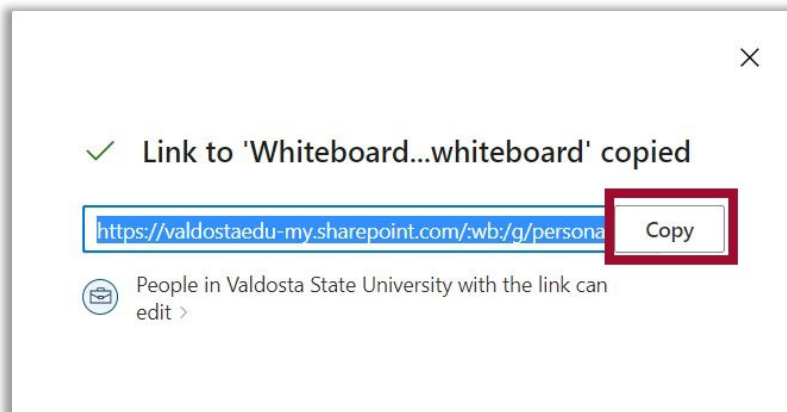 Link to 'Whiteboard...whiteboard' copied
https://valdostaedu-my.sharepoint.com/:wb:/g/persona
Copy
People in Valdosta State University with the link can
edit >